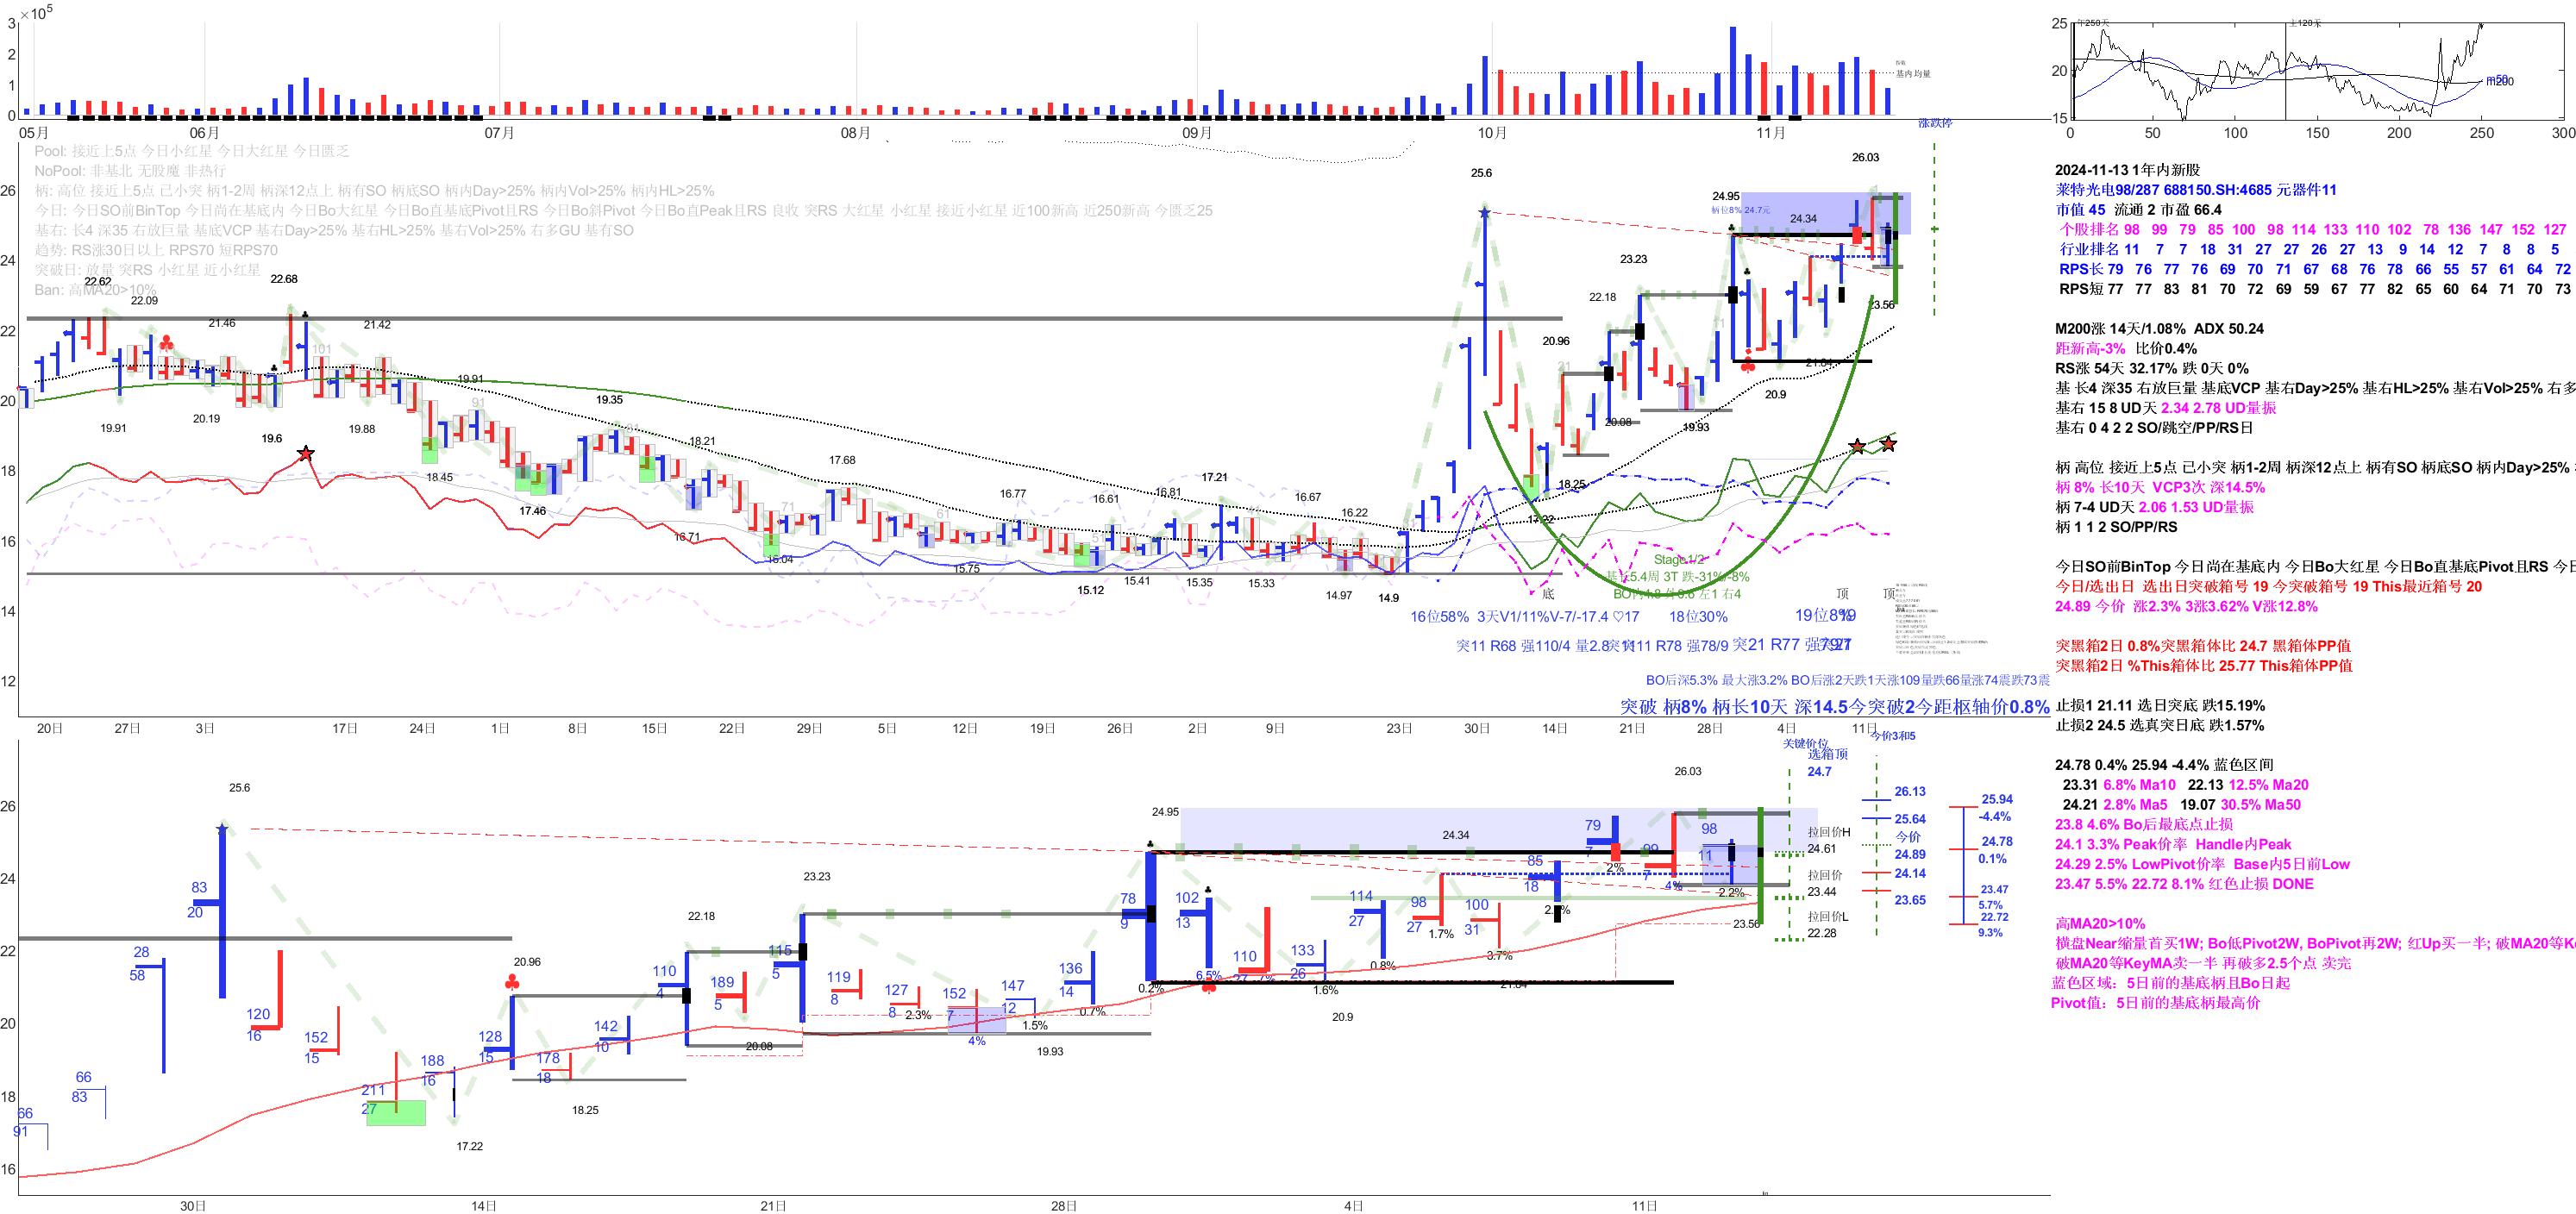 ×10⁵
3
2
1
0
05月 06月 07月 08月 09月 10月 11月
基内均量
涨跌停
Pool: 接近上5点 今日小红星 今日大红星 今日匮乏
NoPool: 非基北 无股魔 非热行
柄: 高位 接近上5点 已小突 柄1-2周 柄深12点上 柄有SO 柄底SO 柄内Day>25% 柄内Vol>25% 柄内HL>25%
今日: 今日SO前BinTop 今日尚在基底内 今日Bo大红星 今日Bo直基底Pivot且RS 今日Bo斜Pivot 今日Bo直Peak且RS 良收 突RS 大红星 小红星 接近小红星 近100新高 近250新高 今匮乏25
基右: 长4 深35 右放巨量 基底VCP 基右Day>25% 基右HL>25% 基右Vol>25% 右多GU 基有SO
趋势: RS涨30日以上 RPS70 短RPS70
突破日: 放量 突RS 小红星 近小红星
Ban: 高MA20>10%
26
24
22
20
18
16
14
12
22.62 22.09 21.46 22.68 21.42
19.91 20.19 19.6 19.88 19.91 19.35
101 91 71 61
18.45 17.46 18.21 16.71 17.68 15.04 15.75
16.77 15.12 16.61 15.41 16.81 15.35 17.21 15.33 16.67 14.97 16.22 14.9
25.6 20.96 22.18 23.23 24.95 24.34 26.03
柄位8% 24.7元
17.22 18.25 20.08 19.93 20.9 21.84 23.56
Stage1/2
基长5.4周 3T 跌-31%/-8%
底 顶 顶
16位58% 3天V1/11%V-7/-17.4 ♡17 18位30% 19位8%
突11 R68 强110/4 量2.8 突11 R78 强78/9 突21 R77
BO后深5.3% 最大涨3.2% BO后涨2天跌1天涨109量跌66量涨74震跌73震
突破 柄8% 柄长10天 深14.5今突破2今距枢轴价0.8%
20日 27日 3日 17日 24日 1日 8日 15日 22日 29日 5日 12日 19日 26日 2日 9日 23日 30日 14日 21日 28日 4日 11日
关键价位
今价3和5
选箱顶
24.7
26
24
22
20
18
16
25.6 20.96 22.18 23.23 24.95 24.34 26.03
17.22 18.25 20.08 19.93 20.9 21.84 23.56
66 91
66 83
28 58
83 20
120 16
152 15
211 27
188 16
128 15
178 18
142 10
110 4
189 5
115 5
119 8
127 8
152 7
147 12
136 14
78 9
102 13
110 27
133 26
114 27
98 27
100 31
85 18
79 7
99 7
98 11
2.3% 4% 1.5% 0.7% 0.2% 6.5% 1.6% 0.8% 1.7% 3.7% 2% 4% 2.2%
拉回价H
24.61
拉回价
23.44
拉回价L
22.28
26.13
25.64
今价
24.89
24.14
23.65
25.94
-4.4%
24.78
0.1%
23.47
5.7%
22.72
9.3%
30日 14日 21日 28日 4日 11日
25
20
15
年250天 主120天
m50
m200
0 50 100 150 200 250 300
2024-11-13 1年内新股
莱特光电98/287 688150.SH:4685 元器件11
市值 45 流通 2 市盈 66.4
个股排名 98 99 79 85 100 98 114 133 110 102 78 136 147 152 127
行业排名 11 7 7 18 31 27 27 26 27 13 9 14 12 7 8 8 5
RPS长 79 76 77 76 69 70 71 67 68 76 78 66 55 57 61 64 72
RPS短 77 77 83 81 70 72 69 59 67 77 82 65 60 64 71 70 73
M200涨 14天/1.08% ADX 50.24
距新高-3% 比价0.4%
RS涨 54天 32.17% 跌 0天 0%
基 长4 深35 右放巨量 基底VCP 基右Day>25% 基右HL>25% 基右Vol>25% 右多
基右 15 8 UD天 2.34 2.78 UD量振
基右 0 4 2 2 SO/跳空/PP/RS日
柄 高位 接近上5点 已小突 柄1-2周 柄深12点上 柄有SO 柄底SO 柄内Day>25%
柄 8% 长10天 VCP3次 深14.5%
柄 7-4 UD天 2.06 1.53 UD量振
柄 1 1 2 SO/PP/RS
今日SO前BinTop 今日尚在基底内 今日Bo大红星 今日Bo直基底Pivot且RS 今日
今日/选出日 选出日突破箱号 19 今突破箱号 19 This最近箱号 20
24.89 今价 涨2.3% 3涨3.62% V涨12.8%
突黑箱2日 0.8%突黑箱体比 24.7 黑箱体PP值
突黑箱2日 %This箱体比 25.77 This箱体PP值
止损1 21.11 选日突底 跌15.19%
止损2 24.5 选真突日底 跌1.57%
24.78 0.4% 25.94 -4.4% 蓝色区间
23.31 6.8% Ma10 22.13 12.5% Ma20
24.21 2.8% Ma5 19.07 30.5% Ma50
23.8 4.6% Bo后最底点止损
24.1 3.3% Peak价率 Handle内Peak
24.29 2.5% LowPivot价率 Base内5日前Low
23.47 5.5% 22.72 8.1% 红色止损 DONE
高MA20>10%
横盘Near缩量首买1W; Bo低Pivot2W, BoPivot再2W; 红Up买一半; 破MA20等K
破MA20等KeyMA卖一半 再破多2.5个点 卖完
蓝色区域：5日前的基底柄且Bo日起
Pivot值：5日前的基底柄最高价